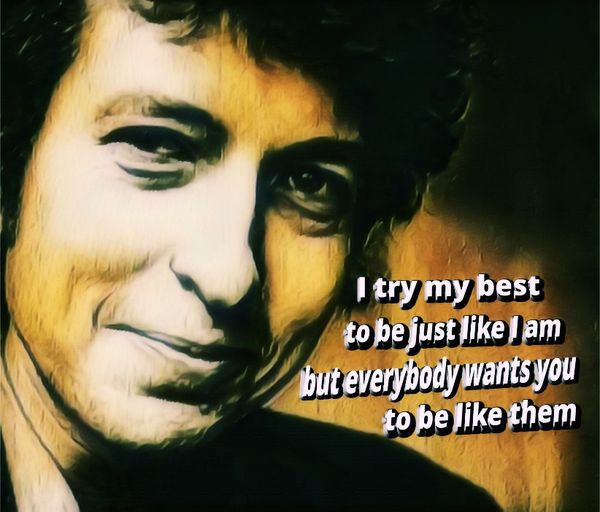 I try my best
to be just like I am
but everybody wants you
to be like them